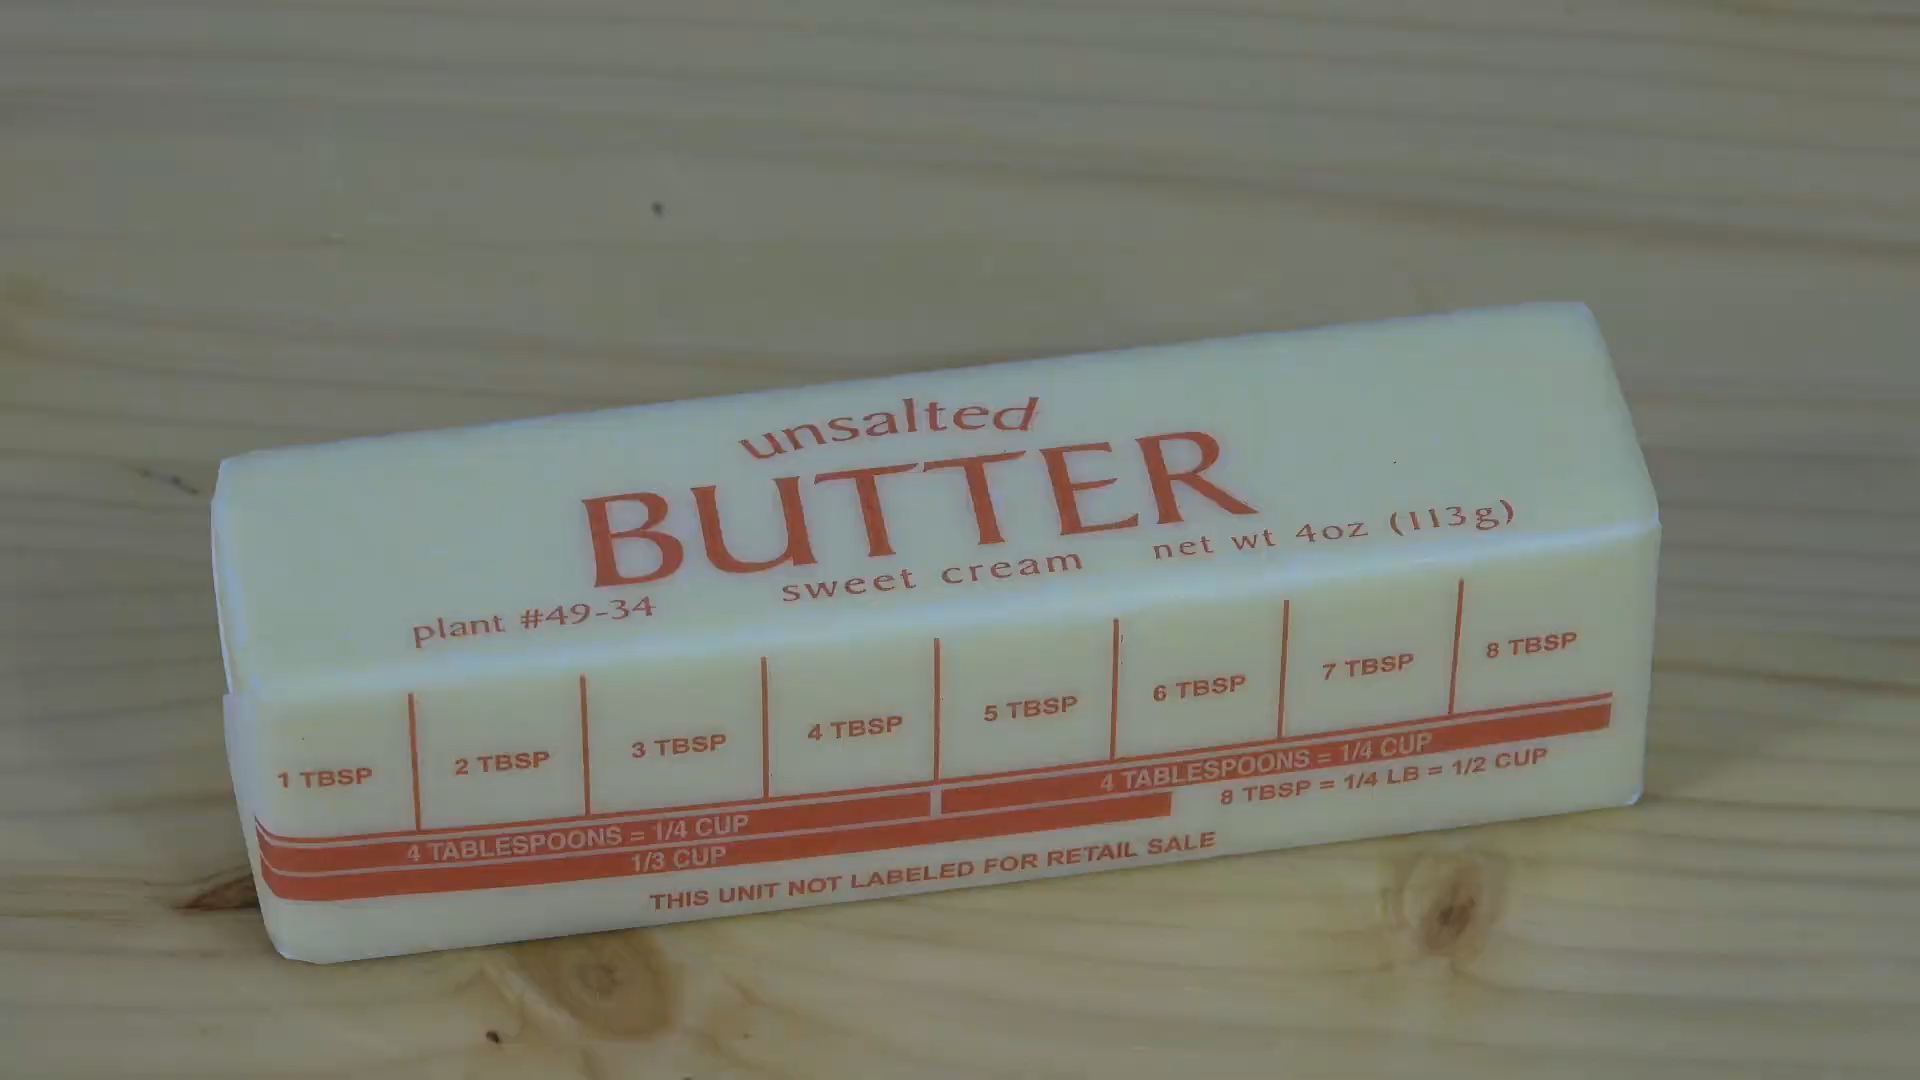 unsalted
BUTTER
sweet cream
net wt 4oz (113g)
plant #49-34
1 TBSP
2 TBSP
3 TBSP
4 TBSP
5 TBSP
6 TBSP
7 TBSP
8 TBSP
4 TABLESPOONS = 1/4 CUP
4 TABLESPOONS = 1/4 CUP
1/3 CUP
8 TBSP = 1/4 LB = 1/2 CUP
THIS UNIT NOT LABELED FOR RETAIL SALE